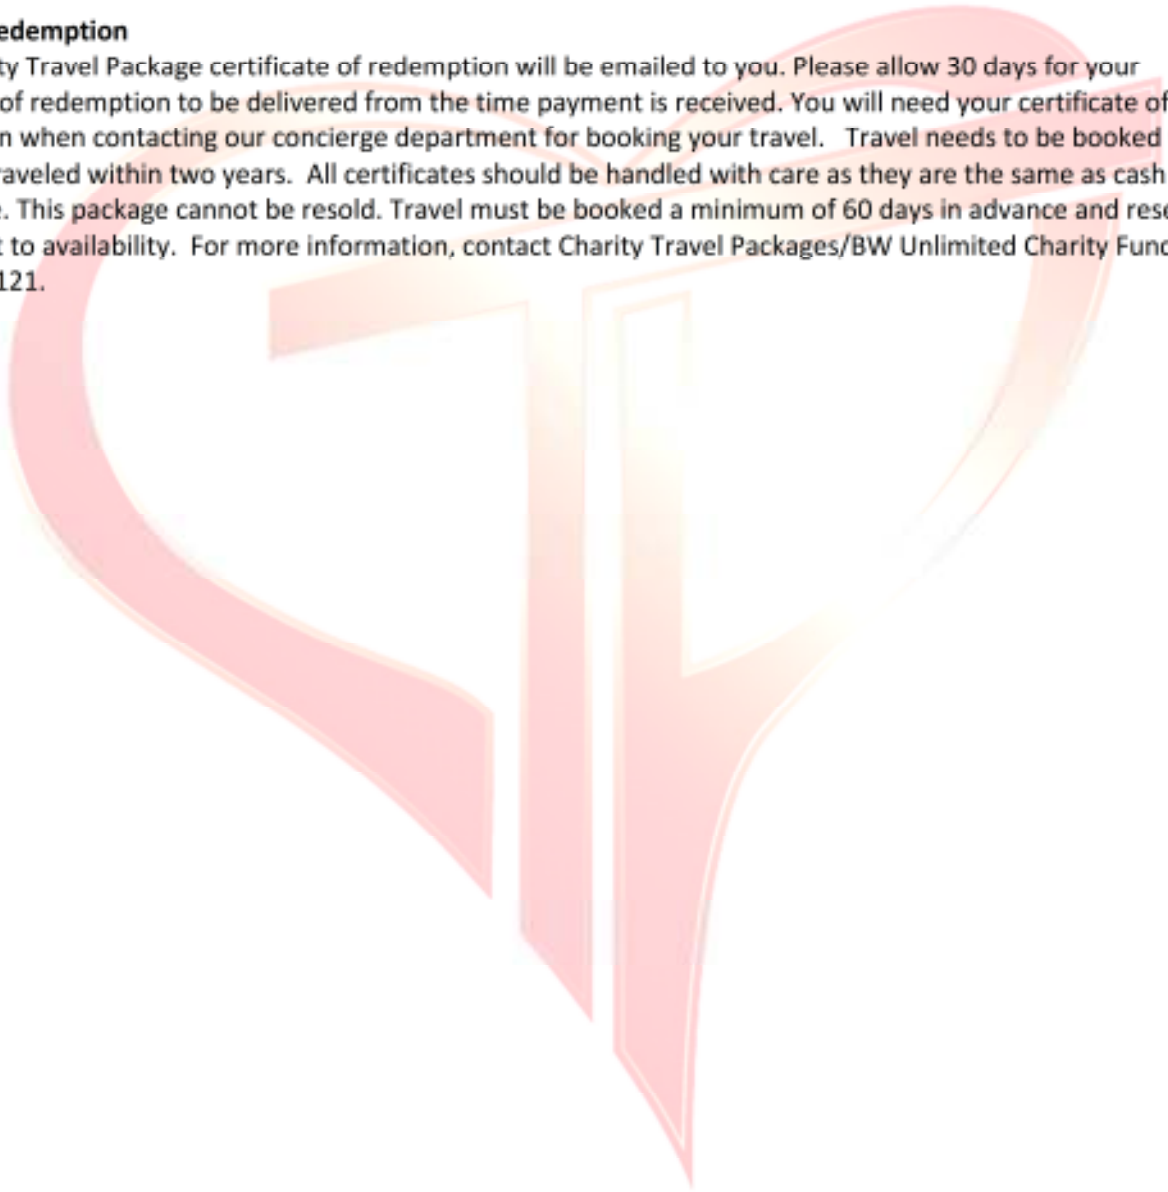 edemption
ty Travel Package certificate of redemption will be emailed to you. Please allow 30 days for your
of redemption to be delivered from the time payment is received. You will need your certificate of
n when contacting our concierge department for booking your travel. Travel needs to be booked
raveled within two years. All certificates should be handled with care as they are the same as cash
. This package cannot be resold. Travel must be booked a minimum of 60 days in advance and rese
t to availability. For more information, contact Charity Travel Packages/BW Unlimited Charity Fund
121.